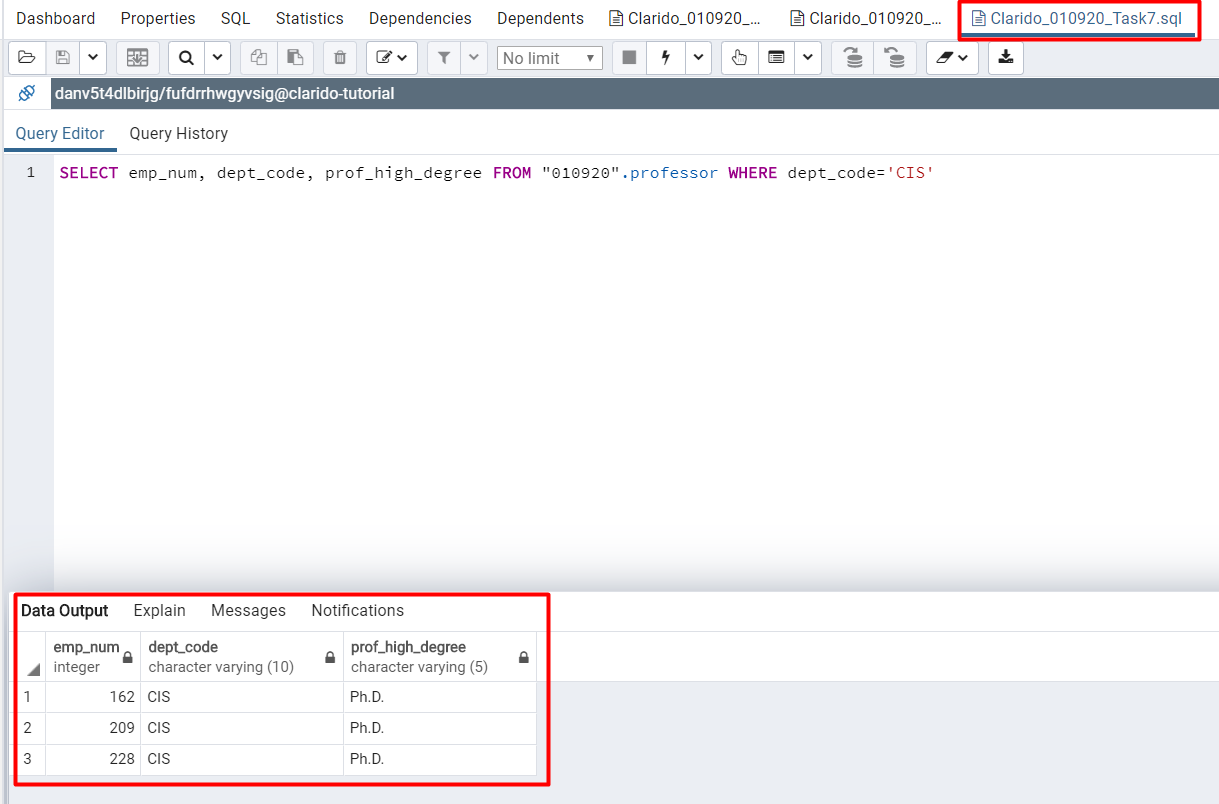 Dashboard Properties SQL Statistics Dependencies Dependents Clarido_010920_... Clarido_010920_... Clarido_010920_Task7.sql
No limit
danv5t4dlbirjg/fufdrrhwgyvsig@clarido-tutorial
Query Editor Query History
1 SELECT emp_num, dept_code, prof_high_degree FROM "010920".professor WHERE dept_code='CIS'
Data Output Explain Messages Notifications
emp_num dept_code prof_high_degree
integer character varying (10) character varying (5)
1 162 CIS Ph.D.
2 209 CIS Ph.D.
3 228 CIS Ph.D.